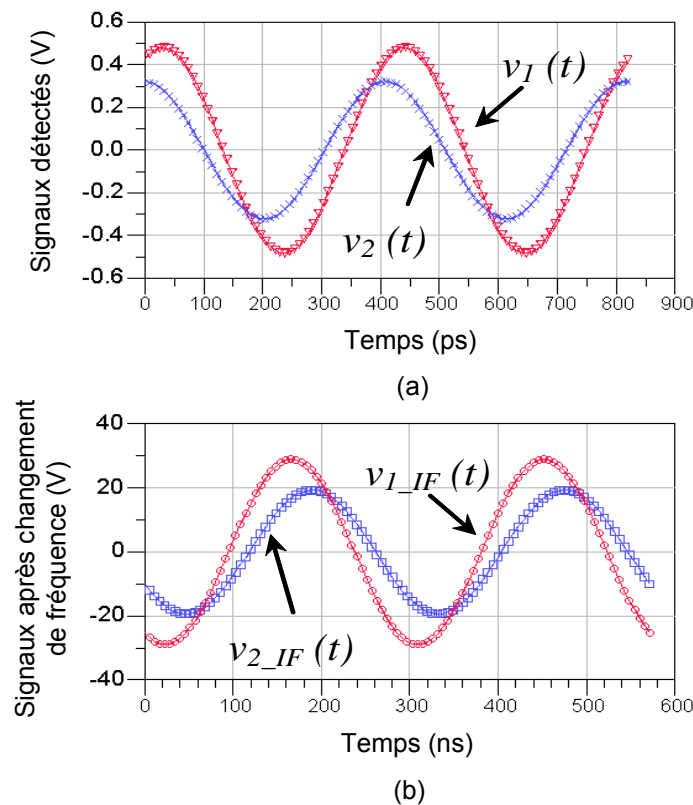 Signaux détectés (V)
0.6
0.4
0.2
0.0
-0.2
-0.4
-0.6
v1 (t)
v2 (t)
0 100 200 300 400 500 600 700 800 900
Temps (ps)
(a)
Signaux après changement
de fréquence (V)
40
20
0
-20
-40
v1_IF (t)
v2_IF (t)
0 100 200 300 400 500 600
Temps (ns)
(b)